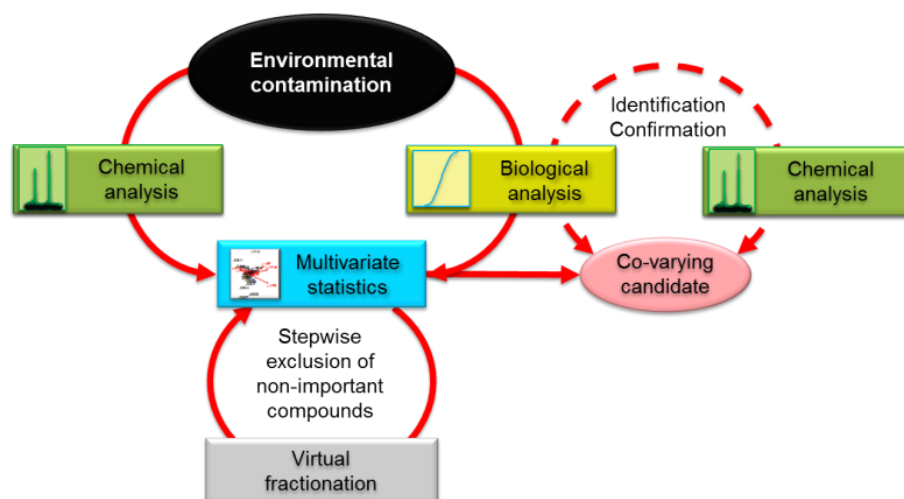 Environmental
contamination
Identification
Confirmation
Chemical
analysis
Biological
analysis
Chemical
analysis
Multivariate
statistics
Co-varying
candidate
Stepwise
exclusion of
non-important
compounds
Virtual
fractionation